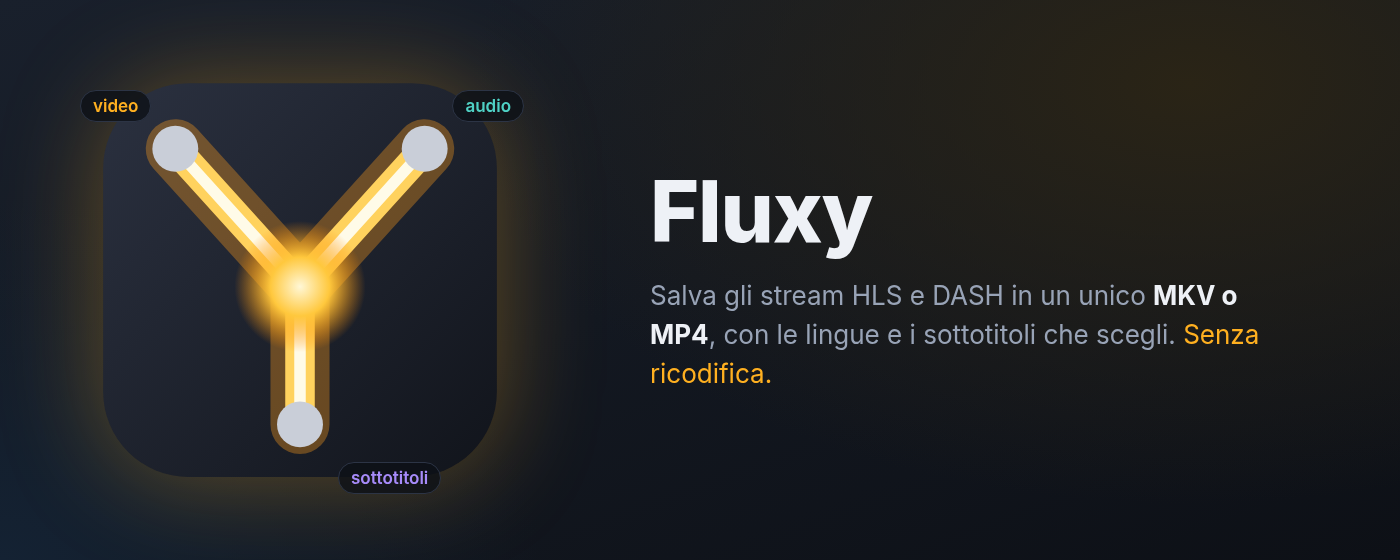 video
audio
sottotitoli
Fluxy
Salva gli stream HLS e DASH in un unico MKV o
MP4, con le lingue e i sottotitoli che scegli. Senza
ricodifica.